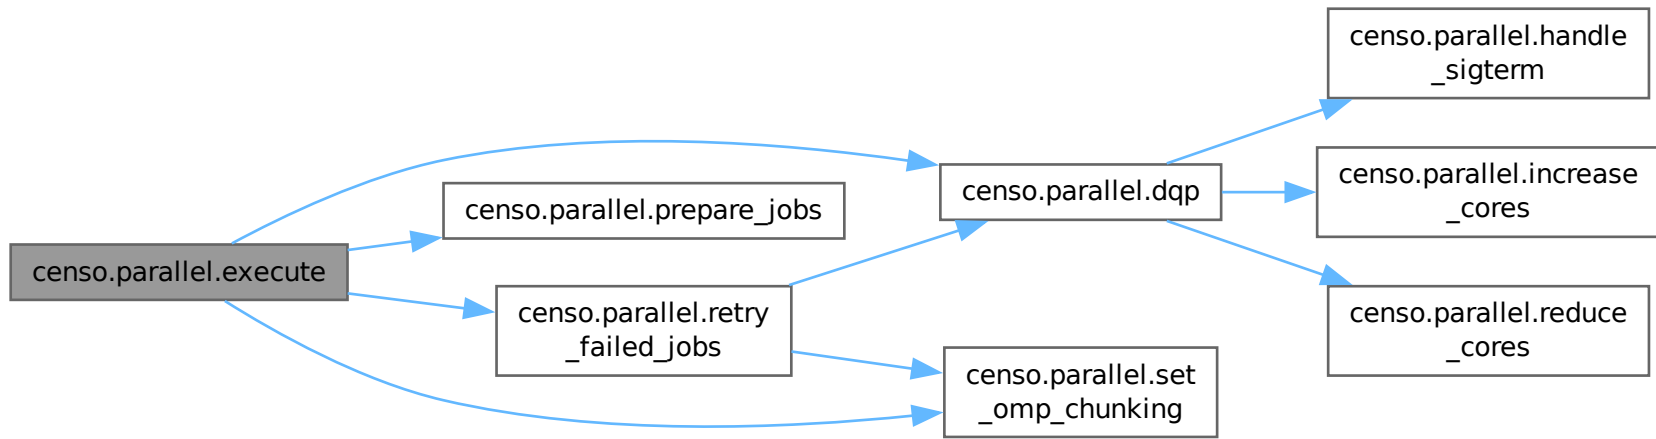 censo.parallel.execute
censo.parallel.prepare_jobs
censo.parallel.retry
_failed_jobs
censo.parallel.dqp
censo.parallel.set
_omp_chunking
censo.parallel.handle
_sigterm
censo.parallel.increase
_cores
censo.parallel.reduce
_cores